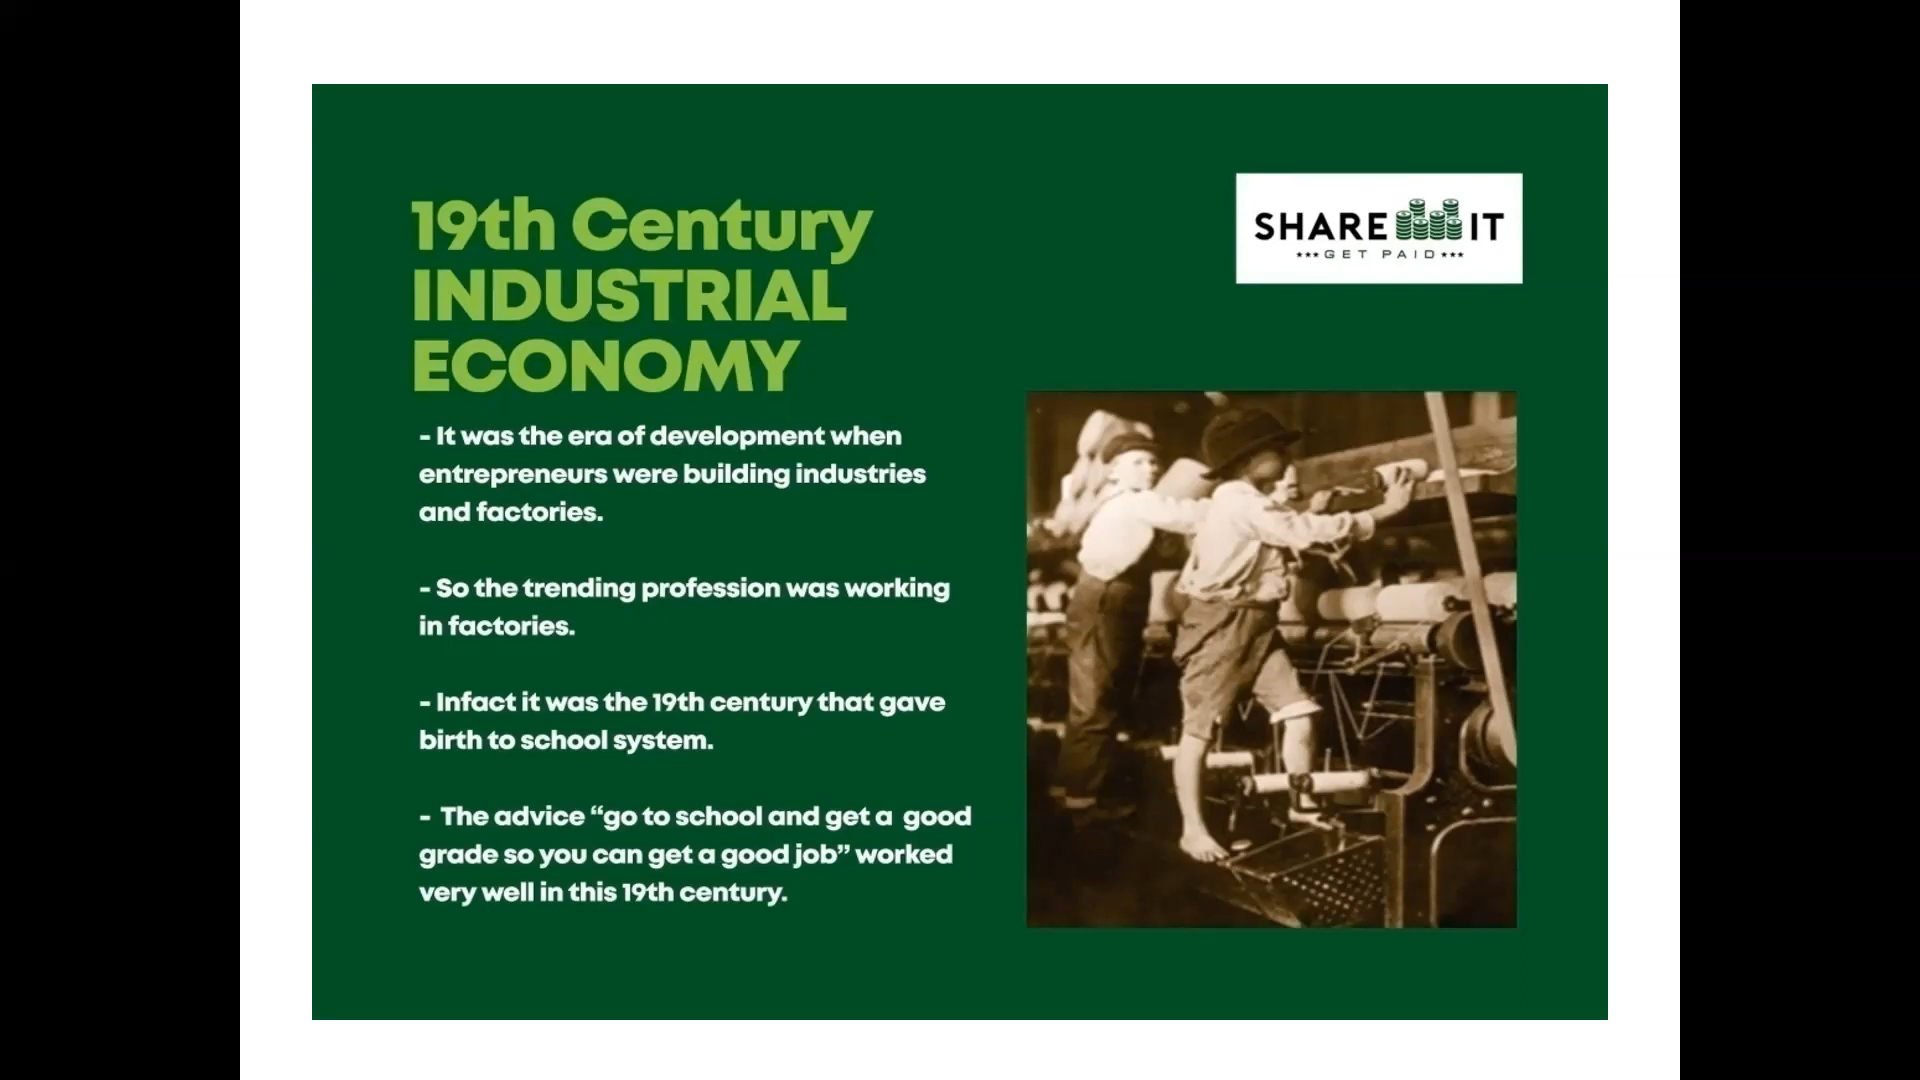 19th Century
INDUSTRIAL
ECONOMY
SHARE IT
***GET PAID***
- It was the era of development when
entrepreneurs were building industries
and factories.
- So the trending profession was working
in factories.
- Infact it was the 19th century that gave
birth to school system.
- The advice “go to school and get a good
grade so you can get a good job” worked
very well in this 19th century.